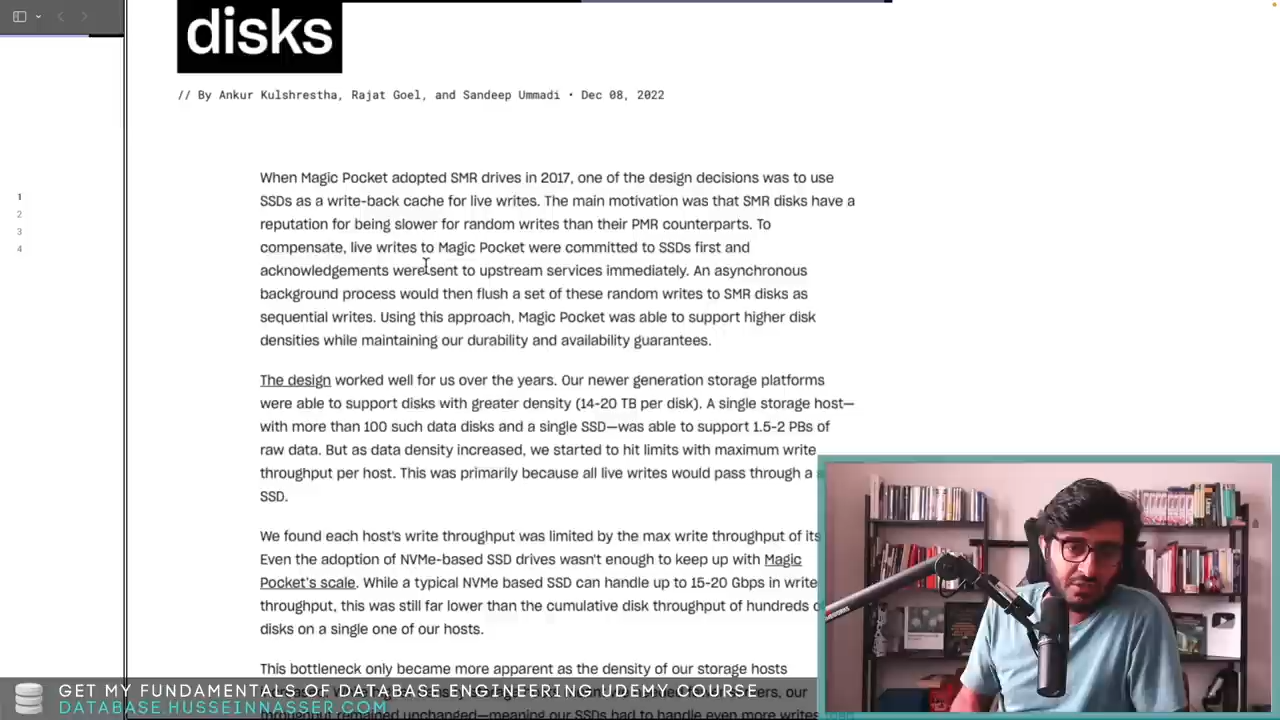 disks
// By Ankur Kulshrestha, Rajat Goel, and Sandeep Ummadi • Dec 08, 2022
When Magic Pocket adopted SMR drives in 2017, one of the design decisions was to use
SSDs as a write-back cache for live writes. The main motivation was that SMR disks have a
reputation for being slower for random writes than their PMR counterparts. To
compensate, live writes to Magic Pocket were committed to SSDs first and
acknowledgements were sent to upstream services immediately. An asynchronous
background process would then flush a set of these random writes to SMR disks as
sequential writes. Using this approach, Magic Pocket was able to support higher disk
densities while maintaining our durability and availability guarantees.
The design worked well for us over the years. Our newer generation storage platforms
were able to support disks with greater density (14-20 TB per disk). A single storage host—
with more than 100 such data disks and a single SSD—was able to support 1.5-2 PBs of
raw data. But as data density increased, we started to hit limits with maximum write
throughput per host. This was primarily because all live writes would pass through a
SSD.
We found each host's write throughput was limited by the max write throughput of its
Even the adoption of NVMe-based SSD drives wasn't enough to keep up with Magic
Pocket's scale. While a typical NVMe based SSD can handle up to 15-20 Gbps in write
throughput, this was still far lower than the cumulative disk throughput of hundreds
disks on a single one of our hosts.
This bottleneck only became more apparent as the density of our storage hosts
1
2
3
4
GET MY FUNDAMENTALS OF DATABASE ENGINEERING UDEMY COURSE
DATABASE.HUSSEINNASSER.COM